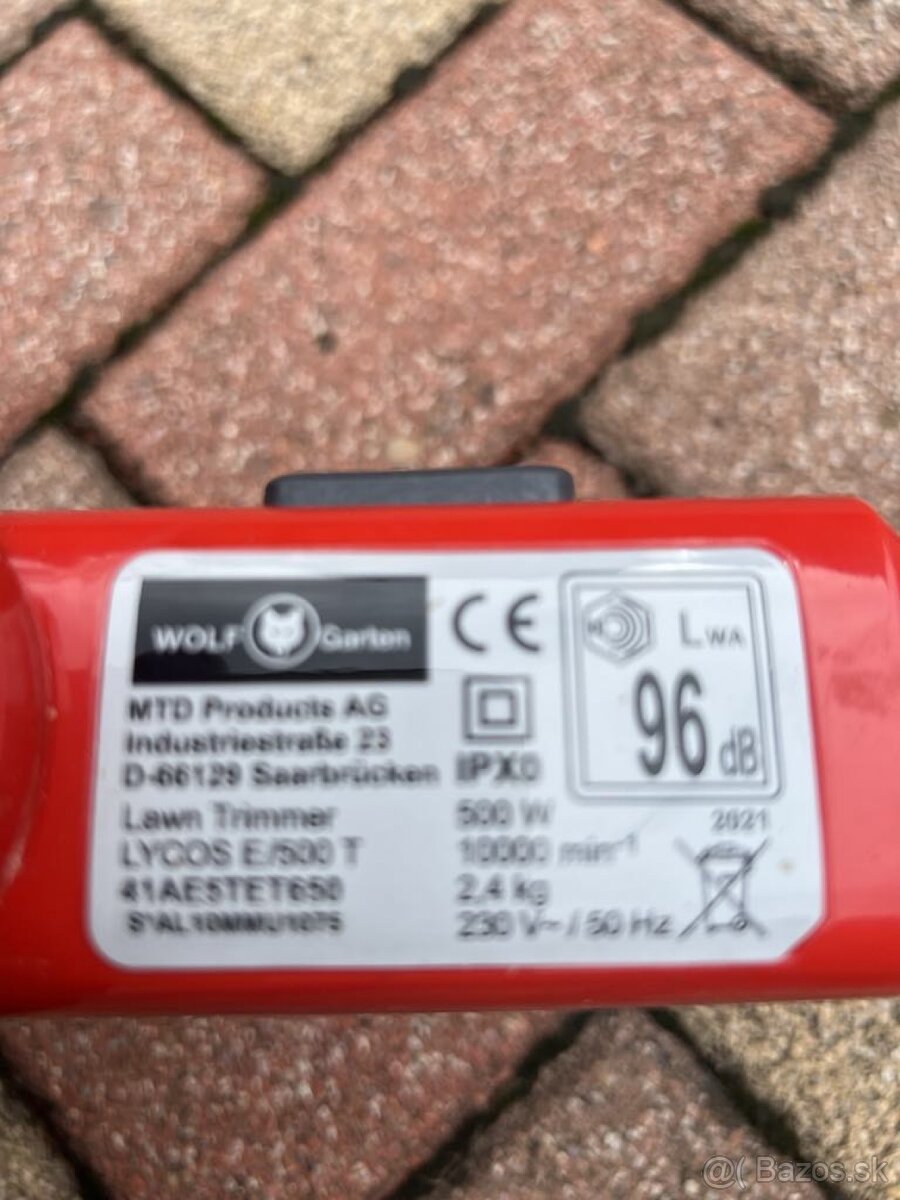 WOLF Garten
CE
MTD Products AG
Industriestraße 23
D-66129 Saarbrücken
IPX0
LWA
96 dB
Lawn Trimmer
500 W
2021
LYCOS E/500 T
10000 min-1
41AE5TET650
2,4 kg
S*AL10MMU1075
230 V~ / 50 Hz
@( Bazos.sk